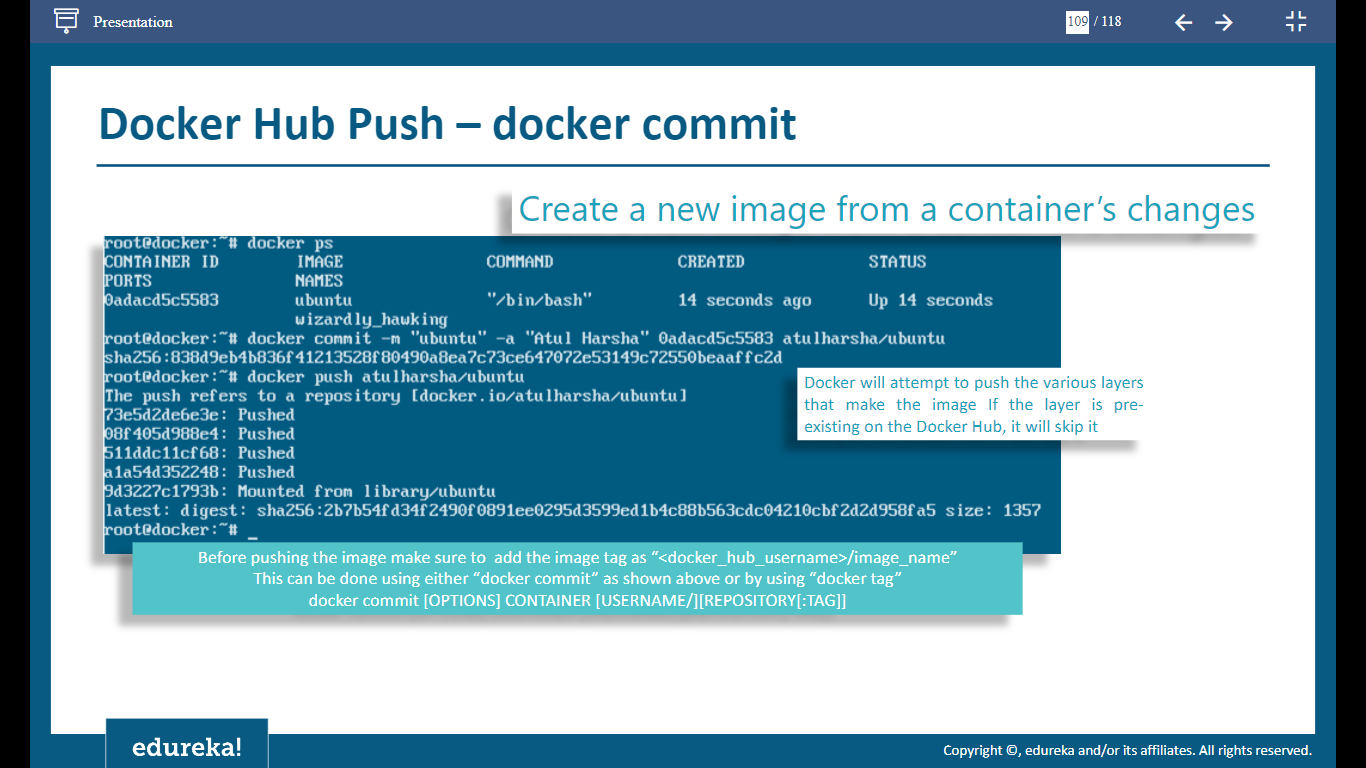 Presentation
109 / 118
Docker Hub Push – docker commit
Create a new image from a container’s changes
root@docker:~# docker ps
CONTAINER ID IMAGE COMMAND CREATED STATUS
PORTS NAMES
0adacd5c5583 ubuntu "/bin/bash" 14 seconds ago Up 14 seconds
wizardly_hawking
root@docker:~# docker commit -m "ubuntu" -a "Atul Harsha" 0adacd5c5583 atulharsha/ubuntu
sha256:838d9eb4b836f41213528f80490a8ea7c73ce647072e53149c72550beaaffc2d
root@docker:~# docker push atulharsha/ubuntu
The push refers to a repository [docker.io/atulharsha/ubuntu]
73e5d2de6e3e: Pushed
08f405d988e4: Pushed
511ddc11cf68: Pushed
a1a54d352248: Pushed
9d3227c1793b: Mounted from library/ubuntu
latest: digest: sha256:2b7b54fd34f2490f0891ee0295d3599ed1b4c88b563cdc04210cbf2d2d958fa5 size: 1357
root@docker:~# _
Docker will attempt to push the various layers
that make the image If the layer is pre-
existing on the Docker Hub, it will skip it
Before pushing the image make sure to add the image tag as “<docker_hub_username>/image_name”
This can be done using either “docker commit” as shown above or by using “docker tag”
docker commit [OPTIONS] CONTAINER [USERNAME/][REPOSITORY[:TAG]]
edureka!
Copyright ©, edureka and/or its affiliates. All rights reserved.